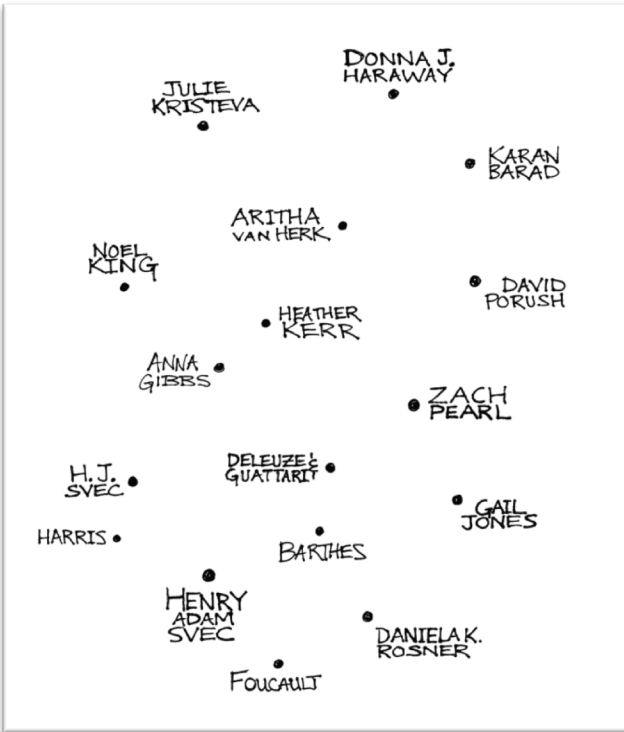 DONNA J.
HARAWAY
JULIE
KRISTEVA
KARAN
BARAD
ARITHA
VAN HERK
NOEL
KING
DAVID
PORUSH
HEATHER
KERR
ANNA
GIBBS
ZACH
PEARL
DELEUZE &
GUATTARIT
H.J.
SVEC
GAIL
JONES
HARRIS
BARTHES
HENRY
ADAM
SVEC
DANIELA K.
ROSNER
FOUCAULT